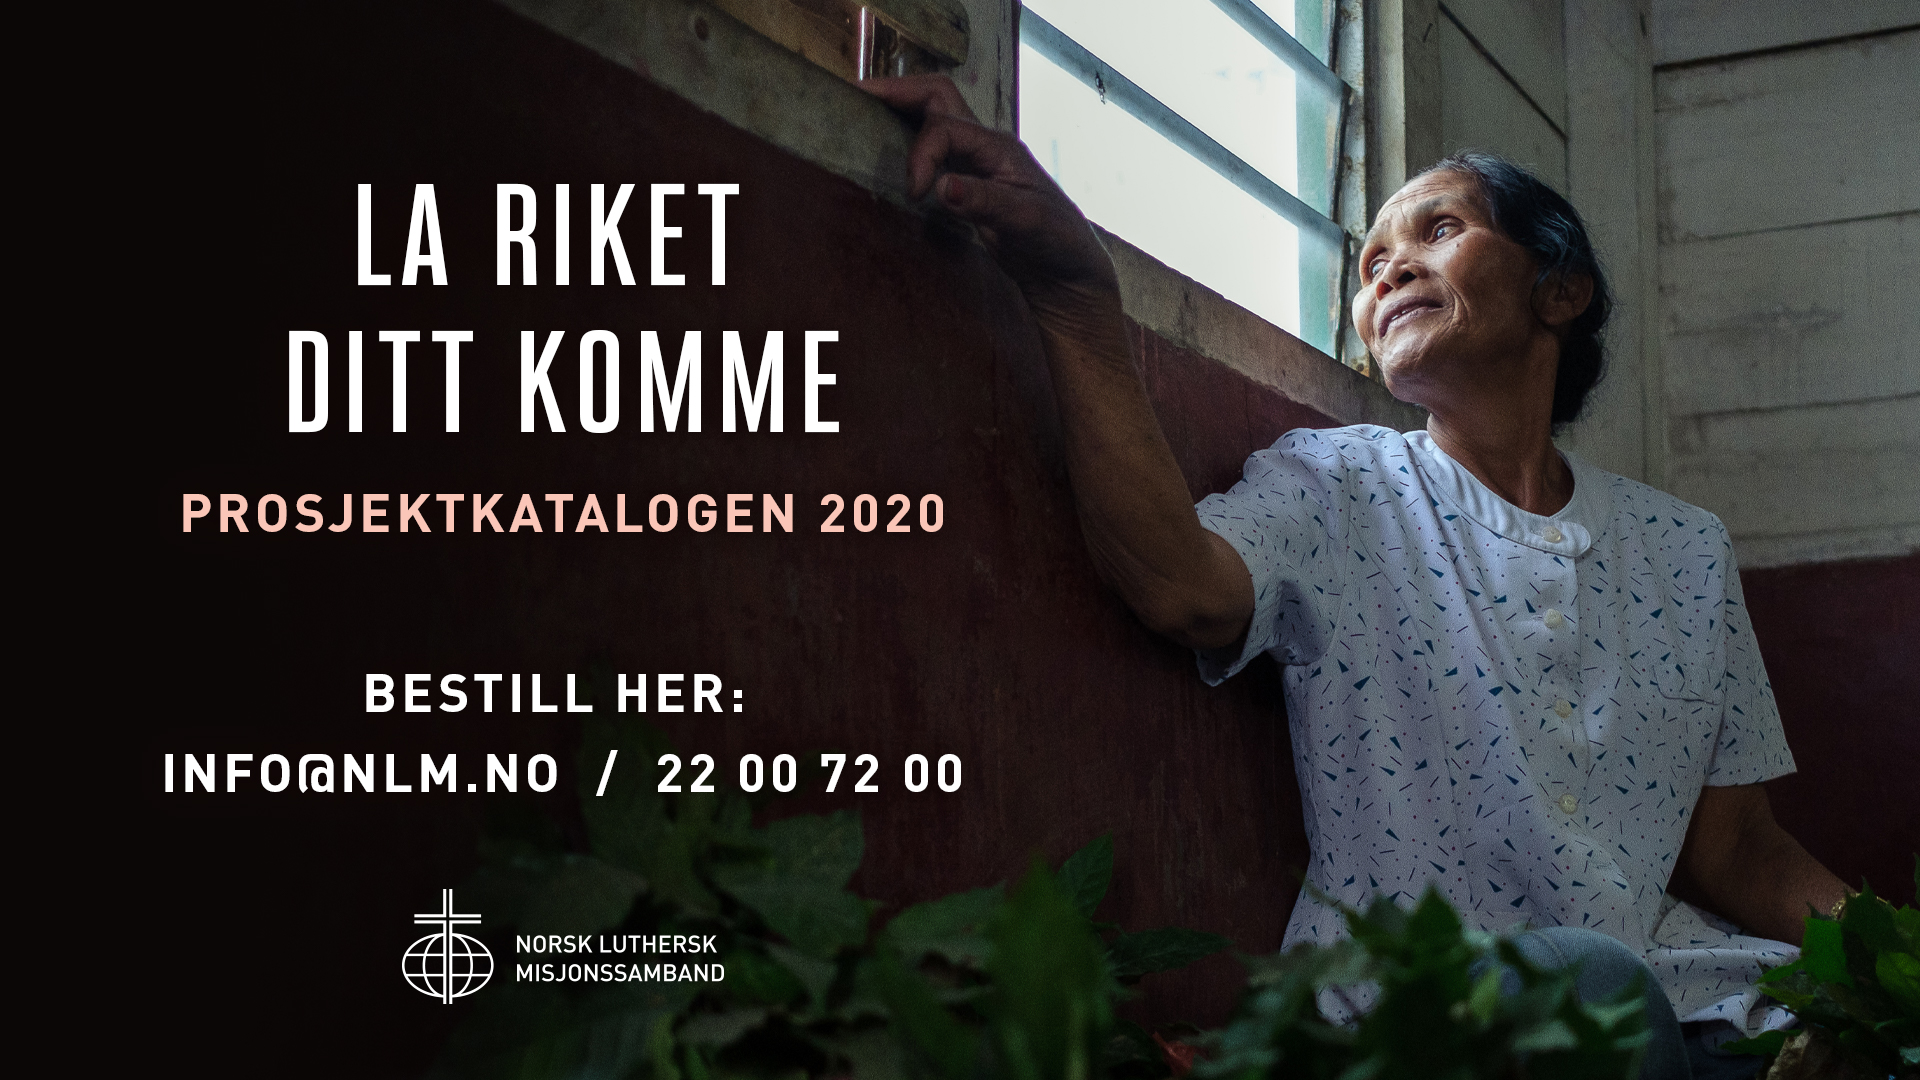 LA RIKET
DITT KOMME
PROSJEKTKATALOGEN 2020
BESTILL HER:
INFO@NLM.NO / 22 00 72 00
NORSK LUTHERSK
MISJONSSAMBAND